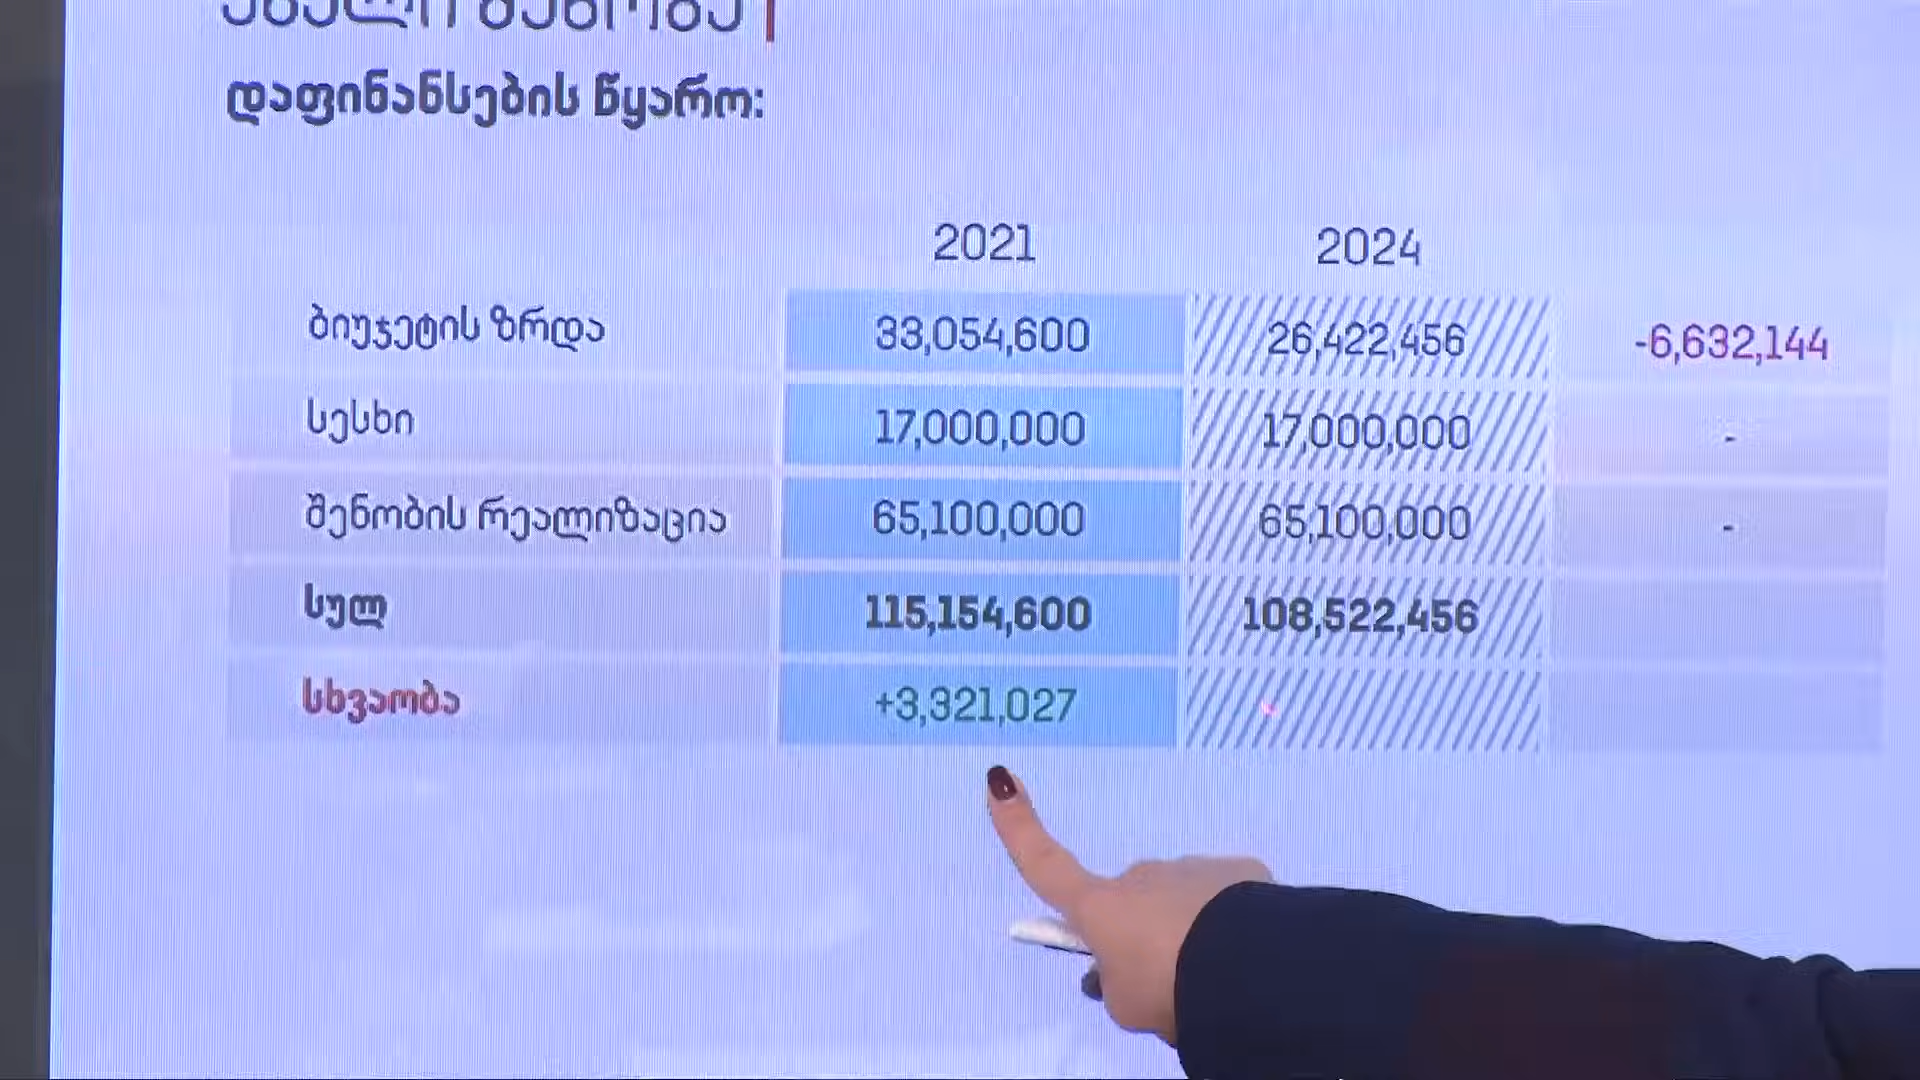 დაფინანსების წყარო:
2021 2024
ბიუჯეტის ზრდა 33,054,600 26,422,456 -6,632,144
სესხი 17,000,000 17,000,000 -
შენობის რეალიზაცია 65,100,000 65,100,000 -
სულ 115,154,600 108,522,456
სხვაობა +3,321,027